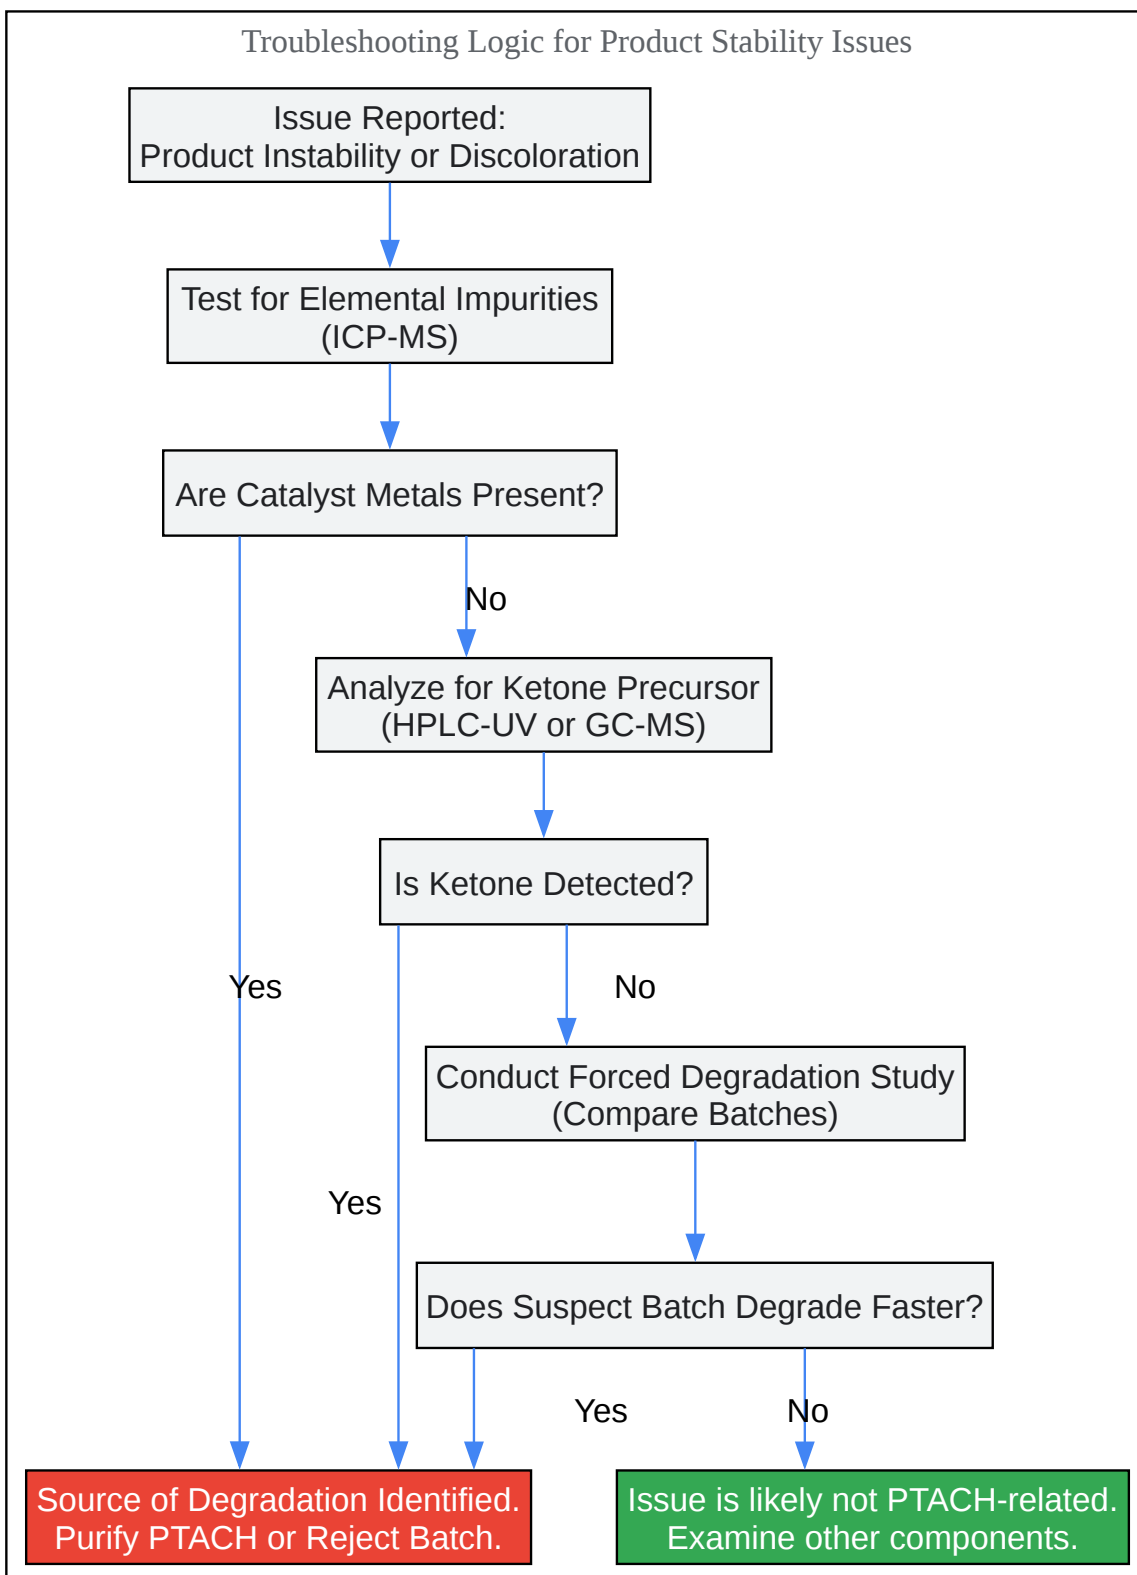 Troubleshooting Logic for Product Stability Issues
Issue Reported:
Product Instability or Discoloration
Test for Elemental Impurities
(ICP-MS)
Are Catalyst Metals Present?
No
Analyze for Ketone Precursor
(HPLC-UV or GC-MS)
Is Ketone Detected?
Yes
No
Conduct Forced Degradation Study
(Compare Batches)
Yes
Does Suspect Batch Degrade Faster?
Yes
No
Source of Degradation Identified.
Purify PTACH or Reject Batch.
Issue is likely not PTACH-related.
Examine other components.